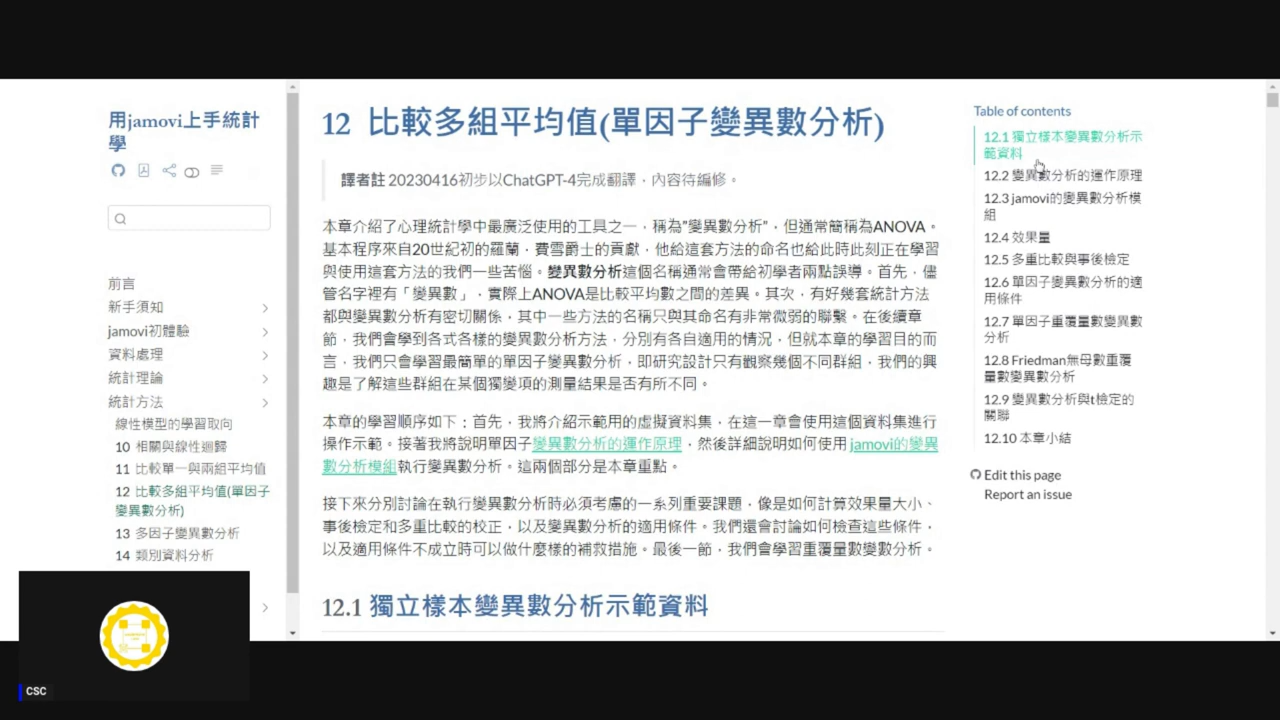 用jamovi上手統計
學
前言
新手須知
jamovi初體驗
資料處理
統計理論
統計方法
線性模型的學習取向
10 相關與線性迴歸
11 比較單一與兩組平均值
12 比較多組平均值(單因子
變異數分析)
13 多因子變異數分析
14 類別資料分析
12 比較多組平均值(單因子變異數分析)
譯者註 20230416初步以ChatGPT-4完成翻譯，內容待編修。
本章介紹了心理統計學中最廣泛使用的工具之一，稱為"變異數分析"，但通常簡稱為ANOVA。
基本程序來自20世紀初的羅蘭．費雪爵士的貢獻，他給這套方法的命名也給此時此刻正在學習
與使用這套方法的我們一些苦惱。變異數分析這個名稱通常會帶給初學者兩點誤導。首先，儘
管名字裡有「變異數」，實際上ANOVA是比較平均數之間的差異。其次，有好幾套統計方法
都與變異數分析有密切關係，其中一些方法的名稱只與其命名有非常微弱的聯繫。在後續章
節，我們會學到各式各樣的變異數分析方法，分別有各自適用的情況，但就本章的學習目的而
言，我們只會學習最簡單的單因子變異數分析，即研究設計只有觀察幾個不同群組，我們的興
趣是了解這些群組在某個獨變項的測量結果是否有所不同。
本章的學習順序如下：首先，我將介紹示範用的虛擬資料集，在這一章會使用這個資料集進行
操作示範。接著我將說明單因子變異數分析的運作原理，然後詳細說明如何使用 jamovi的變異
數分析模組執行變異數分析。這兩個部分是本章重點。
接下來分別討論在執行變異數分析時必須考慮的一系列重要課題，像是如何計算效果量大小、
事後檢定和多重比較的校正，以及變異數分析的適用條件。我們還會討論如何檢查這些條件，
以及適用條件不成立時可以做什麼樣的補救措施。最後一節，我們會學習重覆量數變數分析。
12.1 獨立樣本變異數分析示範資料
Table of contents
12.1 獨立樣本變異數分析示
範資料
12.2 變異數分析的運作原理
12.3 jamovi的變異數分析模
組
12.4 效果量
12.5 多重比較與事後檢定
12.6 單因子變異數分析的適
用條件
12.7 單因子重覆量數變異數
分析
12.8 Friedman無母數重覆
量數變異數分析
12.9 變異數分析與t檢定的
關聯
12.10 本章小結
Edit this page
Report an issue
CSC